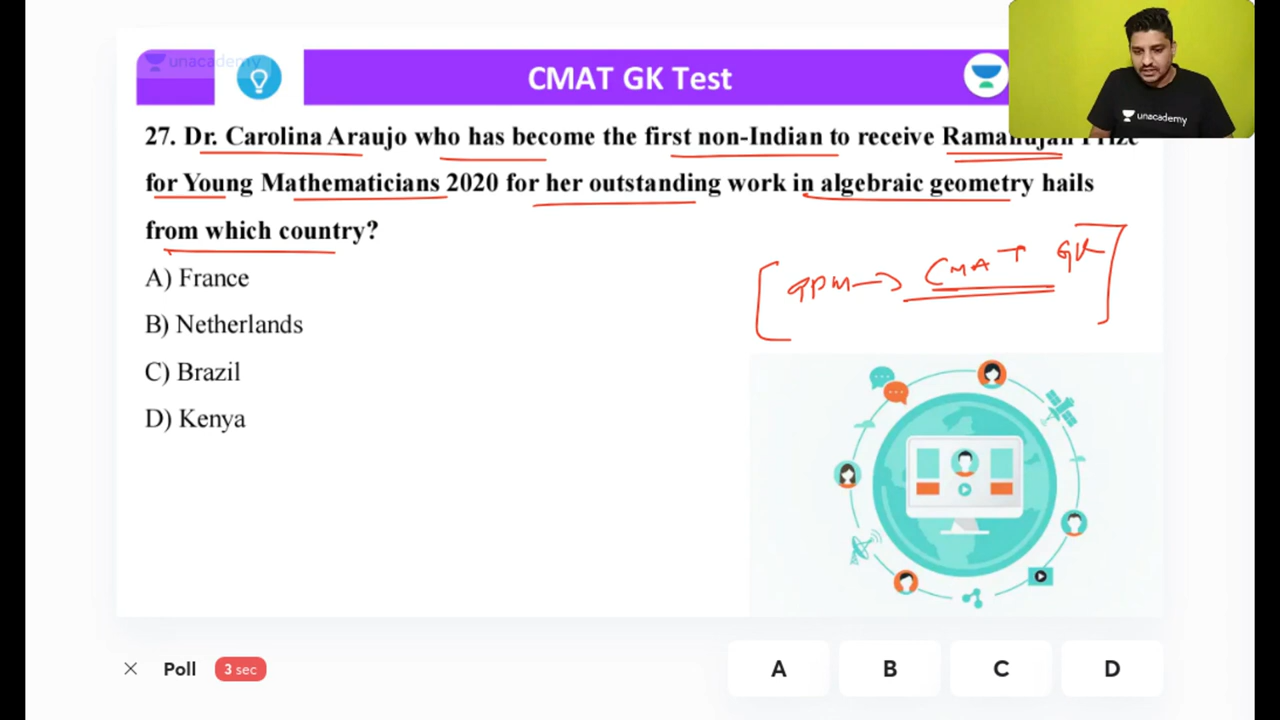 unacademy
CMAT GK Test
unacademy
27. Dr. Carolina Araujo who has become the first non-Indian to receive Ramanujan Prize
for Young Mathematicians 2020 for her outstanding work in algebraic geometry hails
from which country?
CMAT GK
A) France
B) Netherlands
C) Brazil
D) Kenya
Poll
3 sec
A B C D